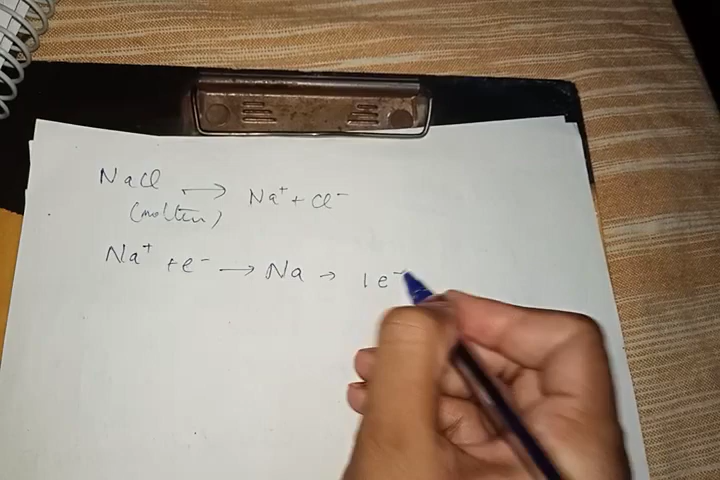 NaCl → Na⁺ + Cl⁻
(molten)
Na⁺ + e⁻ → Na → 1e⁻